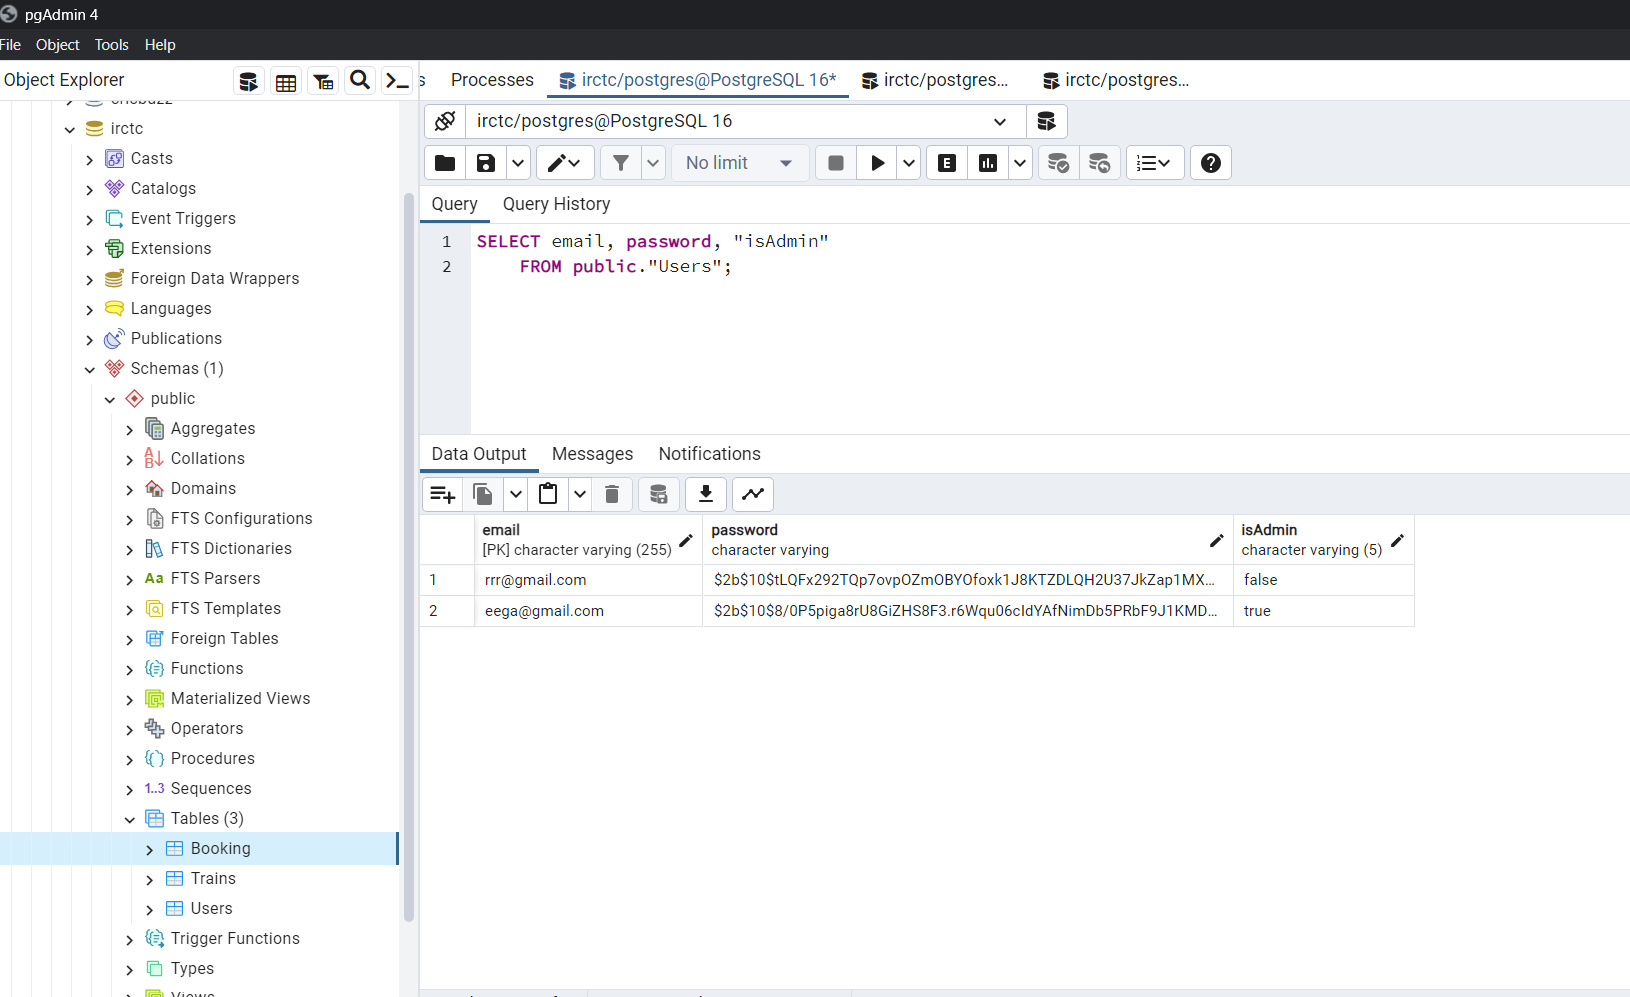 pgAdmin 4
File Object Tools Help
Object Explorer
Processes irctc/postgres@PostgreSQL 16* irctc/postgres... irctc/postgres...
irctc/postgres@PostgreSQL 16
No limit
E
Query Query History
1 SELECT email, password, "isAdmin"
2 FROM public."Users";
Data Output Messages Notifications
email password isAdmin
[PK] character varying (255) character varying character varying (5)
1 rrr@gmail.com $2b$10$tLQFx292TQp7ovpOZmOBYOfoxk1J8KTZDLQH2U37JkZap1MX... false
2 eega@gmail.com $2b$10$8/0P5piga8rU8GiZHS8F3.r6Wqu06cIdYAfNimDb5PRbF9J1KMD... true
irctc
Casts
Catalogs
Event Triggers
Extensions
Foreign Data Wrappers
Languages
Publications
Schemas (1)
public
Aggregates
Collations
Domains
FTS Configurations
FTS Dictionaries
Aa FTS Parsers
FTS Templates
Foreign Tables
Functions
Materialized Views
Operators
Procedures
1..3 Sequences
Tables (3)
Booking
Trains
Users
Trigger Functions
Types
Views